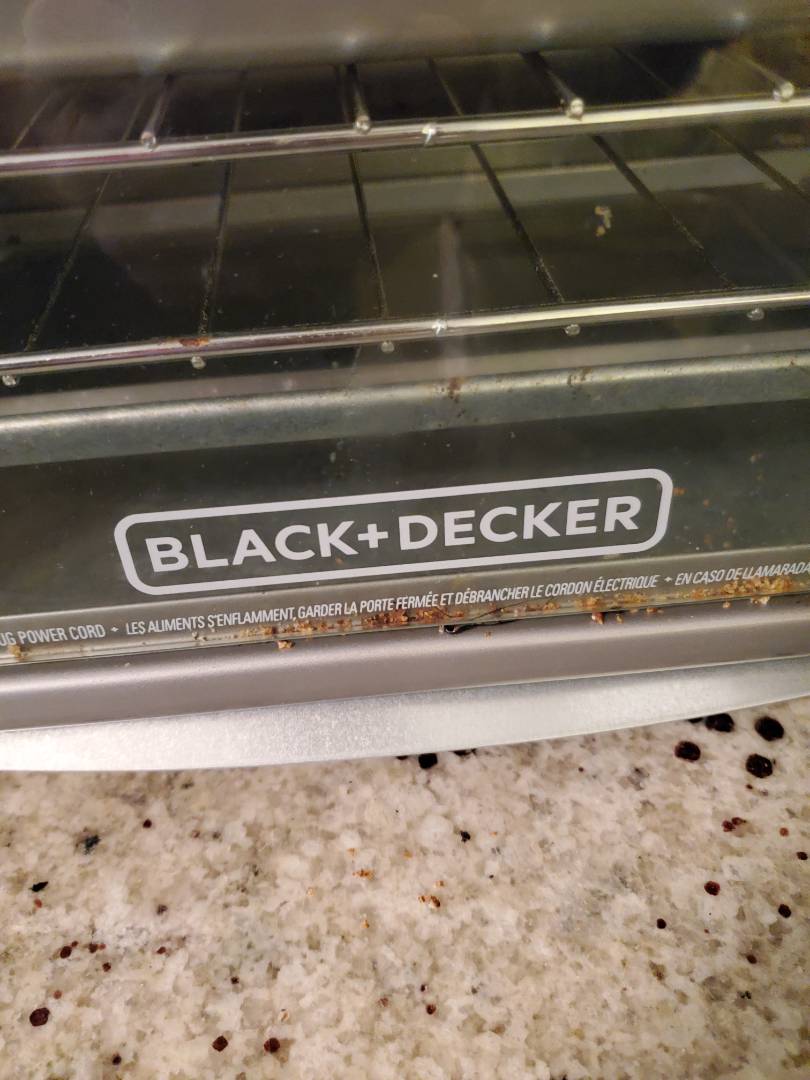 BLACK+DECKER
POWER CORD + LES ALIMENTS S'ENFLAMMENT, GARDER LA PORTE FERMÉE ET DÉBRANCHER LE CORDON ÉLECTRIQUE + EN CASO DE LLAMARADA